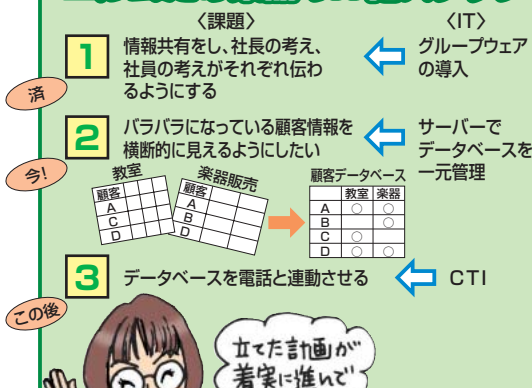 〈課題〉
〈IT〉
済
1
情報共有をし、社長の考え、
社員の考えがそれぞれ伝わ
るようにする
グループウェア
の導入
今!
2
バラバラになっている顧客情報を
横断的に見えるようにしたい
サーバーで
データベースを
一元管理
教室
顧客
A
C
D
楽器販売
顧客
A
B
D
顧客データベース
教室 楽器
A ○ ○
B ○
C ○
D ○ ○
この後
3
データベースを電話と連動させる
CTI
立てた計画が
着実に進んで